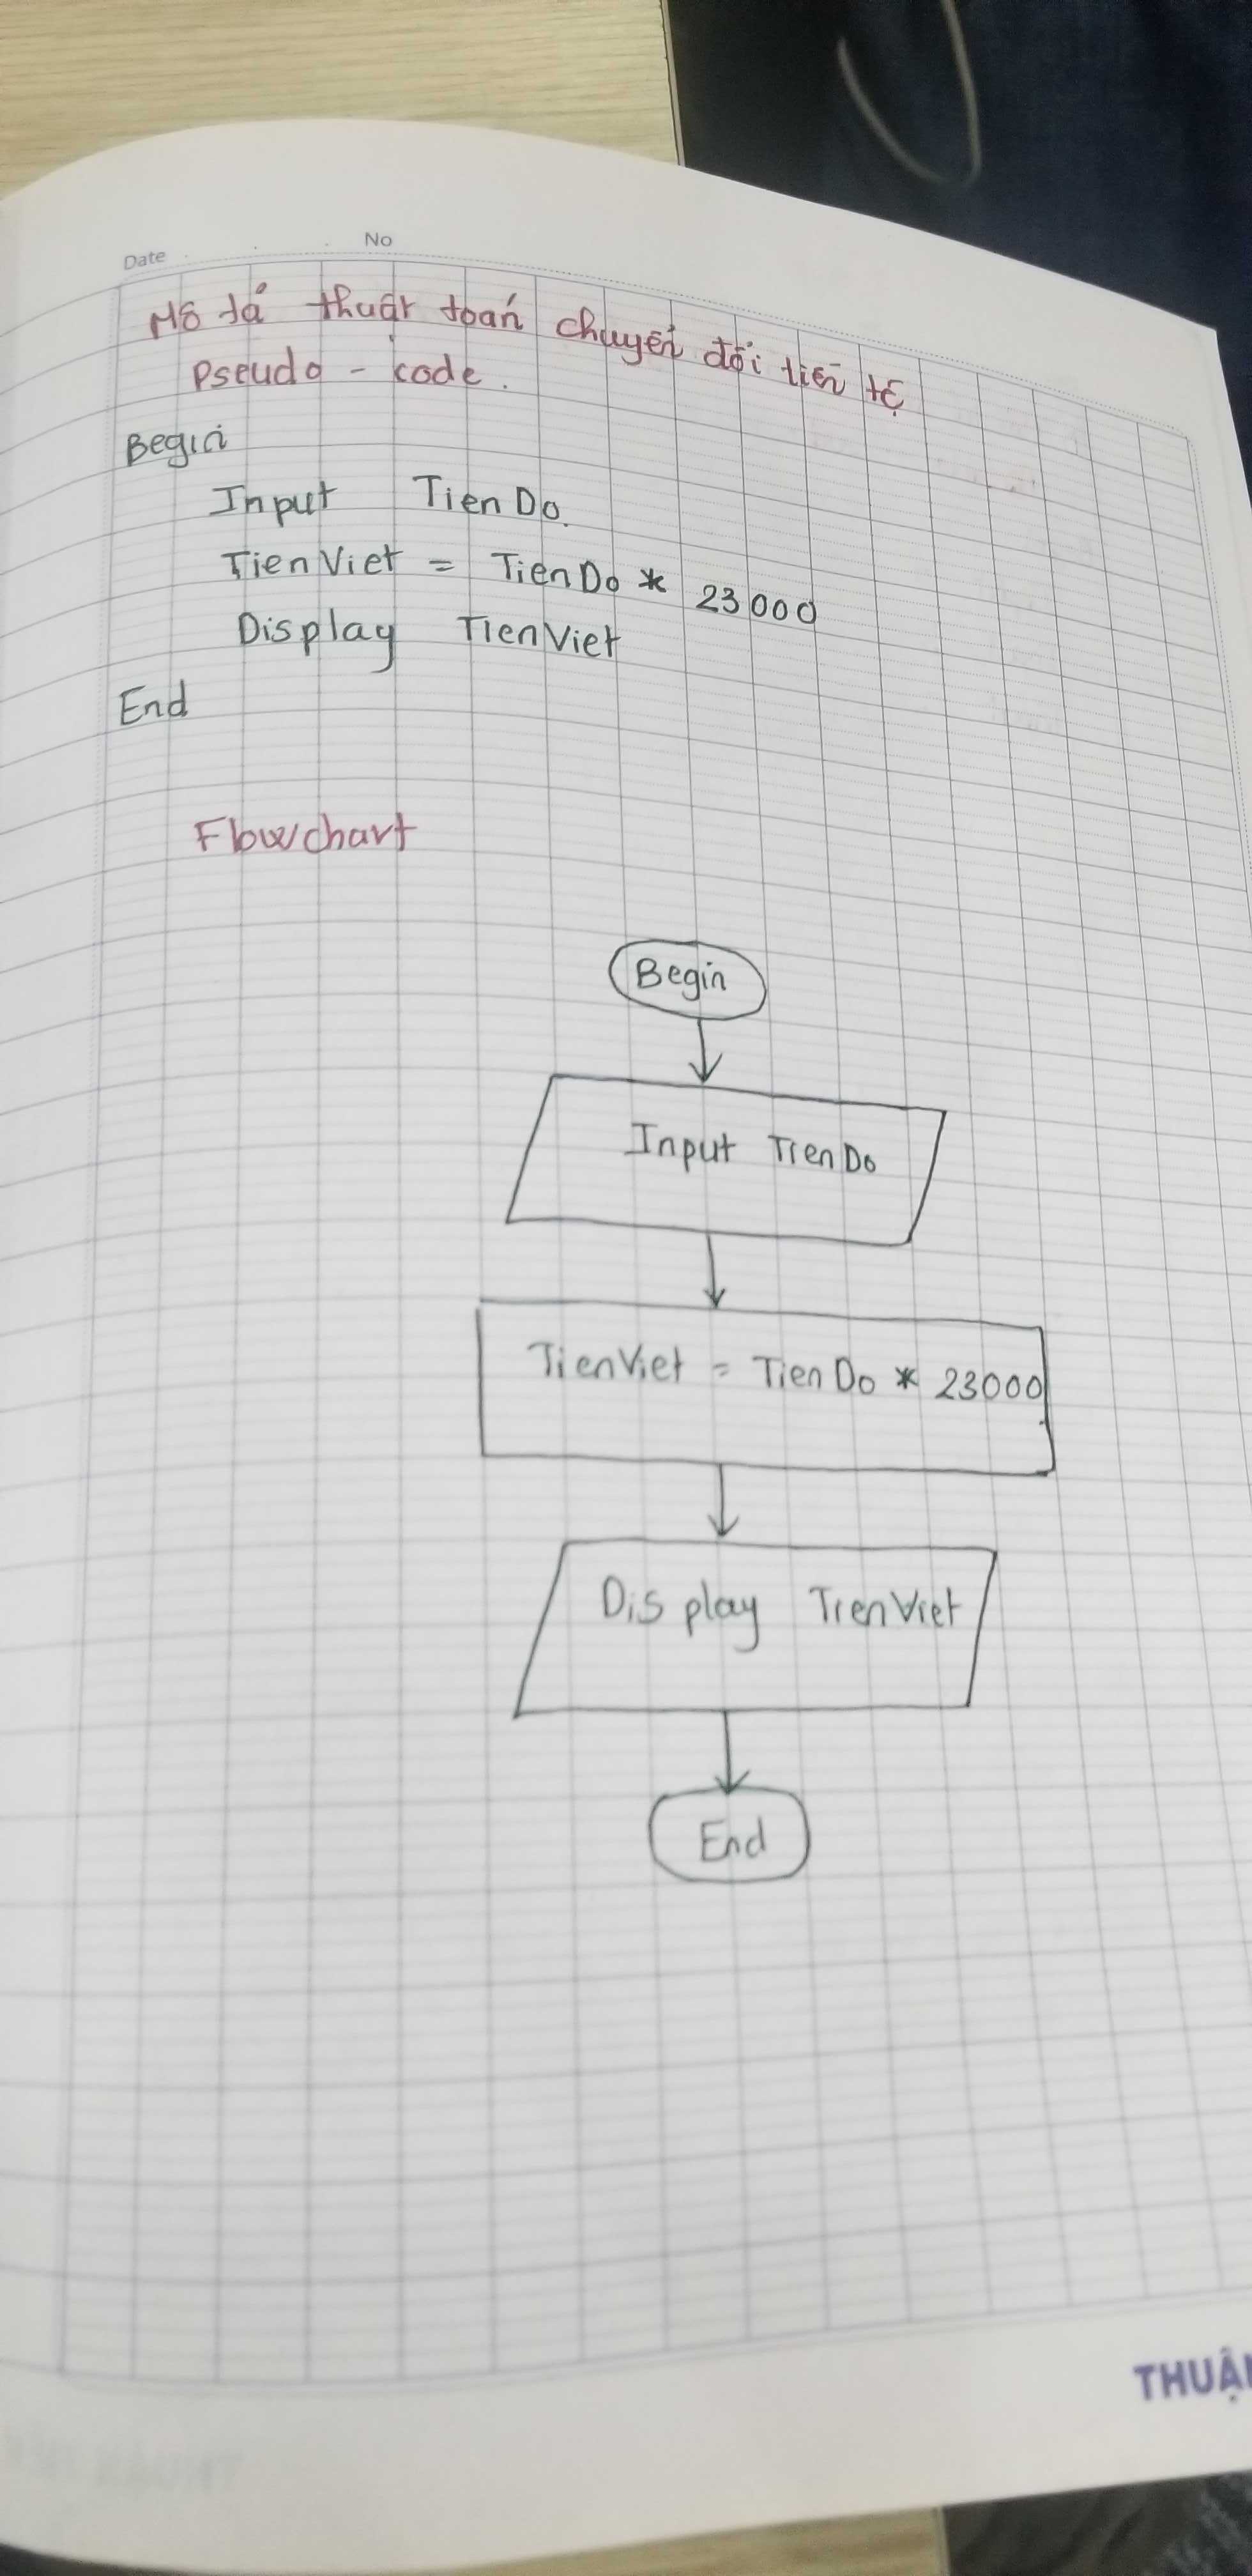 Date No
Mô tả thuật toán chuyển đổi tiền tệ
Pseudo - code.
Begin
Input TienDo.
TienViet = TienDo * 23000
Display TienViet
End
Flowchart
Begin
Input TienDo
TienViet = TienDo * 23000
Display TienViet
End